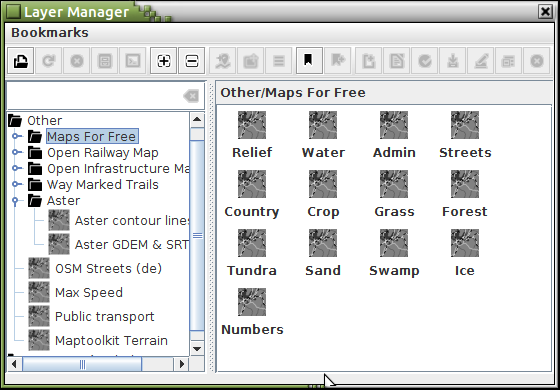 Layer Manager
Bookmarks
Other/Maps For Free
Other
Maps For Free
Open Railway Map
Open Infrastructure Ma
Way Marked Trails
Aster
Aster contour lines
Aster GDEM & SRT
OSM Streets (de)
Max Speed
Public transport
Maptoolkit Terrain
Relief Water Admin Streets
Country Crop Grass Forest
Tundra Sand Swamp Ice
Numbers